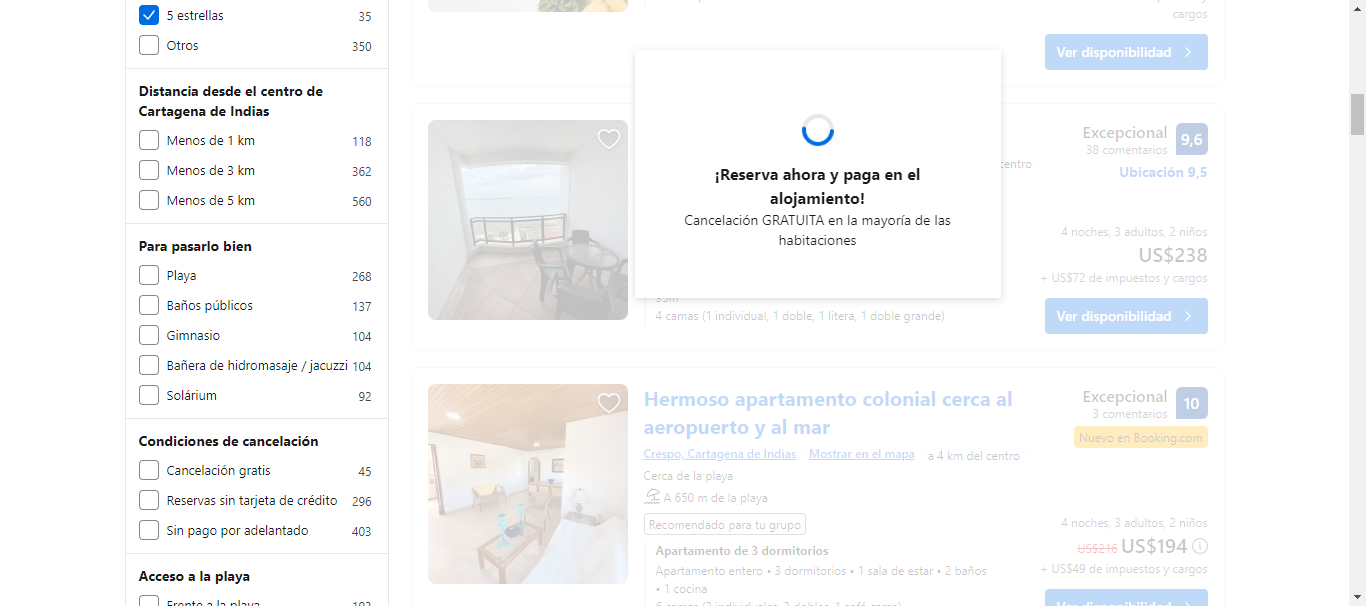 5 estrellas 35
Otros 350
Distancia desde el centro de
Cartagena de Indias
Menos de 1 km 118
Menos de 3 km 362
Menos de 5 km 560
Para pasarlo bien
Playa 268
Baños públicos 137
Gimnasio 104
Bañera de hidromasaje / jacuzzi 104
Solárium 92
Condiciones de cancelación
Cancelación gratis 45
Reservas sin tarjeta de crédito 296
Sin pago por adelantado 403
Acceso a la playa
Frente a la playa 192
cargos
Ver disponibilidad
¡Reserva ahora y paga en el
alojamiento!
Cancelación GRATUITA en la mayoría de las
habitaciones
centro
Excepcional 9,6
38 comentarios
Ubicación 9,5
4 noches, 3 adultos, 2 niños
US$238
+ US$72 de impuestos y cargos
Ver disponibilidad
95m²
4 camas (1 individual, 1 doble, 1 litera, 1 doble grande)
Hermoso apartamento colonial cerca al
aeropuerto y al mar
Crespo, Cartagena de Indias Mostrar en el mapa a 4 km del centro
Cerca de la playa
A 650 m de la playa
Recomendado para tu grupo
Apartamento de 3 dormitorios
Apartamento entero • 3 dormitorios • 1 sala de estar • 2 baños
• 1 cocina
Excepcional 10
3 comentarios
Nuevo en Booking.com
4 noches, 3 adultos, 2 niños
US$216 US$194
+ US$49 de impuestos y cargos
Ver disponibilidad